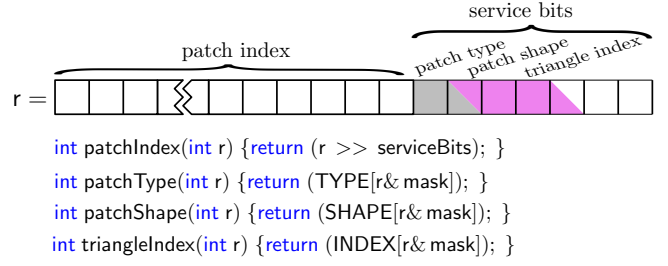 service bits
patch index
patch type
patch shape
triangle index
r =
int patchIndex(int r) {return (r >> serviceBits); }
int patchType(int r) {return (TYPE[r& mask]); }
int patchShape(int r) {return (SHAPE[r& mask]); }
int triangleIndex(int r) {return (INDEX[r& mask]); }